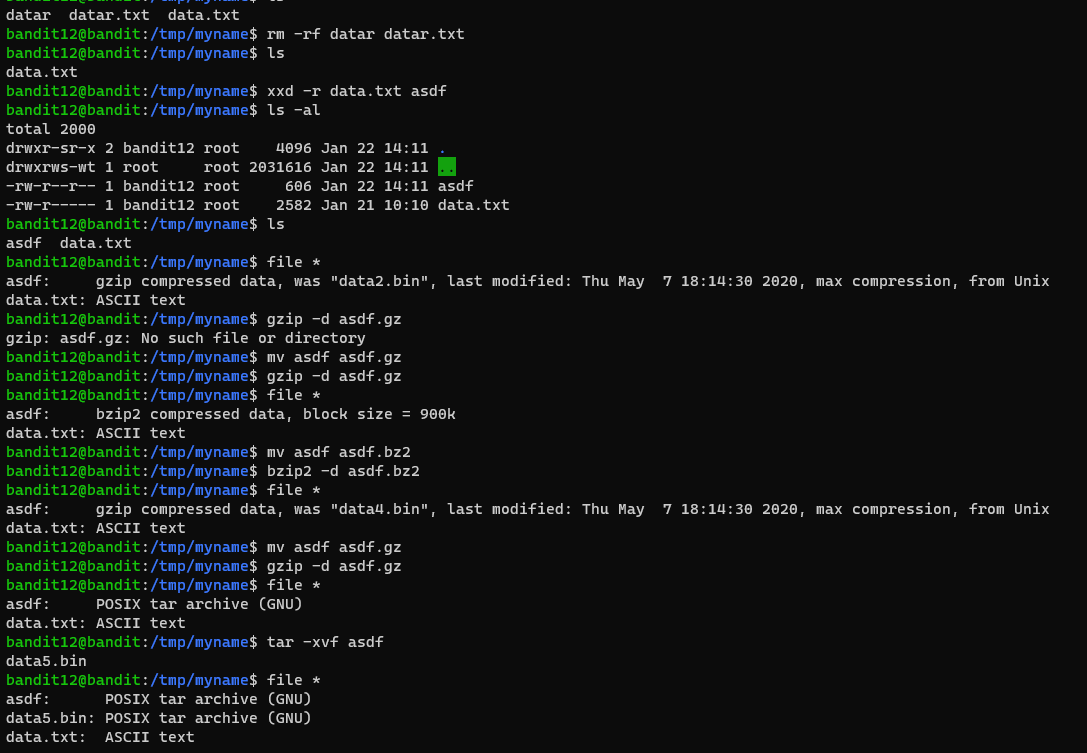 datar  datar.txt  data.txt
bandit12@bandit:/tmp/myname$ rm -rf datar datar.txt
bandit12@bandit:/tmp/myname$ ls
data.txt
bandit12@bandit:/tmp/myname$ xxd -r data.txt asdf
bandit12@bandit:/tmp/myname$ ls -al
total 2000
drwxr-sr-x 2 bandit12 root    4096 Jan 22 14:11 .
drwxrws-wt 1 root     root 2031616 Jan 22 14:11 ..
-rw-r--r-- 1 bandit12 root     606 Jan 22 14:11 asdf
-rw-r----- 1 bandit12 root    2582 Jan 21 10:10 data.txt
bandit12@bandit:/tmp/myname$ ls
asdf  data.txt
bandit12@bandit:/tmp/myname$ file *
asdf:     gzip compressed data, was "data2.bin", last modified: Thu May  7 18:14:30 2020, max compression, from Unix
data.txt: ASCII text
bandit12@bandit:/tmp/myname$ gzip -d asdf.gz
gzip: asdf.gz: No such file or directory
bandit12@bandit:/tmp/myname$ mv asdf asdf.gz
bandit12@bandit:/tmp/myname$ gzip -d asdf.gz
bandit12@bandit:/tmp/myname$ file *
asdf:     bzip2 compressed data, block size = 900k
data.txt: ASCII text
bandit12@bandit:/tmp/myname$ mv asdf asdf.bz2
bandit12@bandit:/tmp/myname$ bzip2 -d asdf.bz2
bandit12@bandit:/tmp/myname$ file *
asdf:     gzip compressed data, was "data4.bin", last modified: Thu May  7 18:14:30 2020, max compression, from Unix
data.txt: ASCII text
bandit12@bandit:/tmp/myname$ mv asdf asdf.gz
bandit12@bandit:/tmp/myname$ gzip -d asdf.gz
bandit12@bandit:/tmp/myname$ file *
asdf:     POSIX tar archive (GNU)
data.txt: ASCII text
bandit12@bandit:/tmp/myname$ tar -xvf asdf
data5.bin
bandit12@bandit:/tmp/myname$ file *
asdf:      POSIX tar archive (GNU)
data5.bin: POSIX tar archive (GNU)
data.txt:  ASCII text